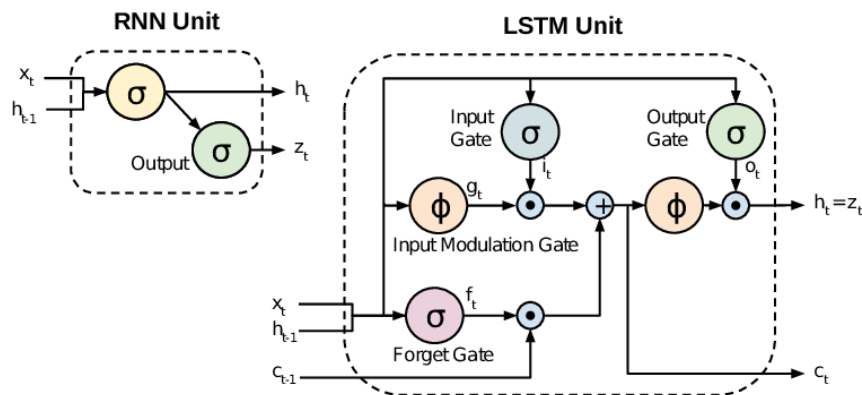 RNN Unit
x_t
h_t-1
σ
h_t
Output
σ
z_t
LSTM Unit
Input
Gate
σ
i_t
Output
Gate
σ
o_t
ϕ
g_t
Input Modulation Gate
+
ϕ
h_t=z_t
x_t
h_t-1
σ
f_t
Forget Gate
c_t-1
c_t